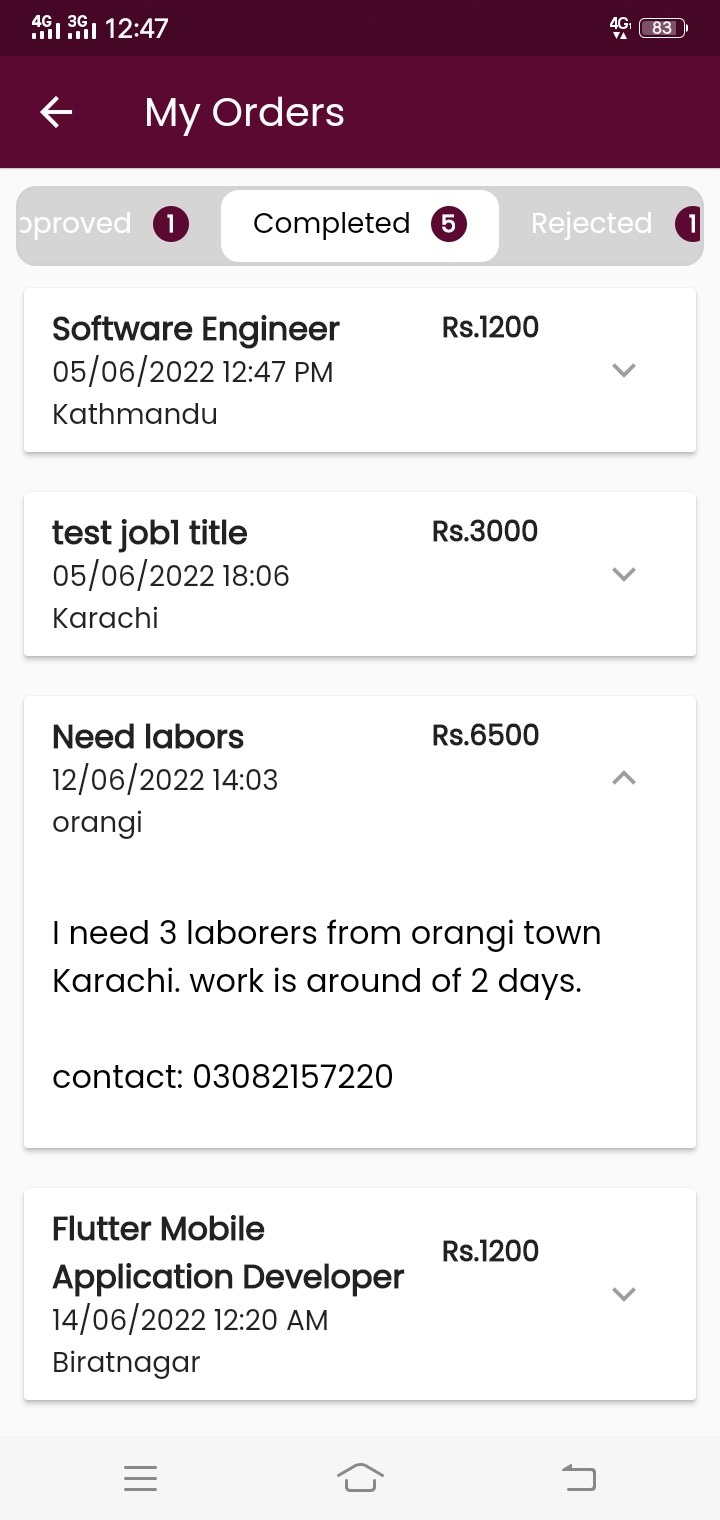 4G 3G 12:47 4G 83
My Orders
pproved 1 Completed 5 Rejected 1
Software Engineer Rs.1200
05/06/2022 12:47 PM
Kathmandu
test job1 title Rs.3000
05/06/2022 18:06
Karachi
Need labors Rs.6500
12/06/2022 14:03
orangi
I need 3 laborers from orangi town
Karachi. work is around of 2 days.
contact: 03082157220
Flutter Mobile
Application Developer Rs.1200
14/06/2022 12:20 AM
Biratnagar